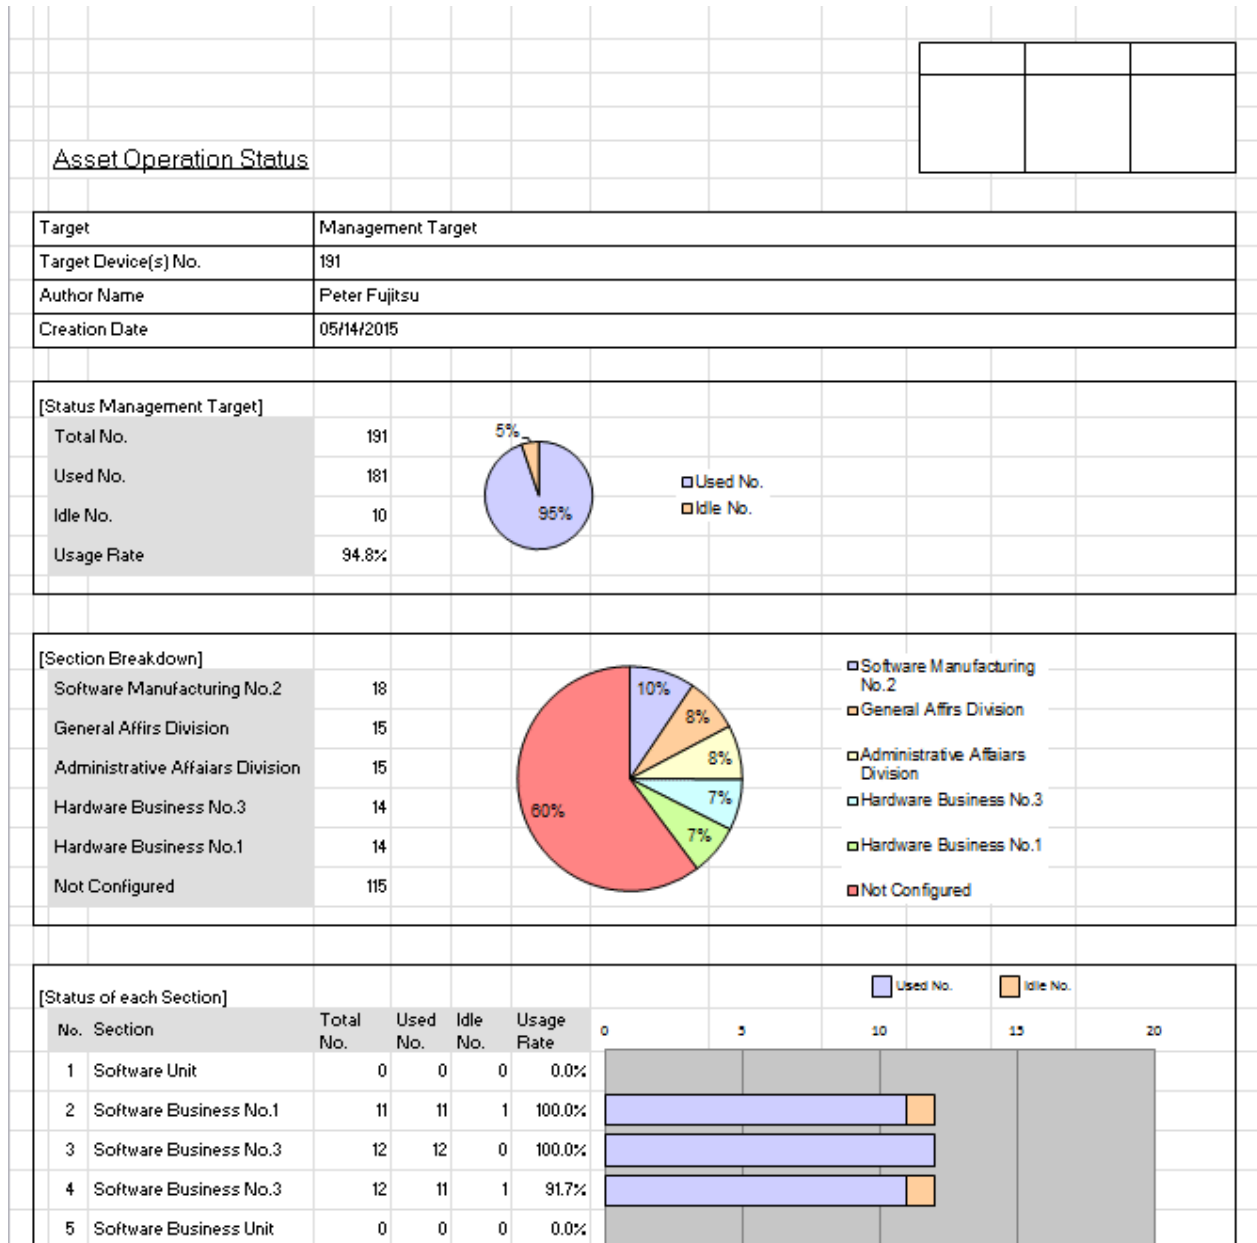 Asset Operation Status
Target Management Target
Target Device(s) No. 191
Author Name Peter Fujitsu
Creation Date 05/14/2015
[Status Management Target]
Total No. 191
Used No. 181
Idle No. 10
Usage Rate 94.8%
5%
95%
Used No.
Idle No.
[Section Breakdown]
Software Manufacturing No.2 18
General Affirs Division 15
Administrative Affaiars Division 15
Hardware Business No.3 14
Hardware Business No.1 14
Not Configured 115
10%
8%
8%
7%
7%
60%
Software Manufacturing
No.2
General Affirs Division
Administrative Affaiars
Division
Hardware Business No.3
Hardware Business No.1
Not Configured
[Status of each Section]
Used No. Idle No.
No. Section Total No. Used No. Idle No. Usage Rate 0 5 10 15 20
1 Software Unit 0 0 0 0.0%
2 Software Business No.1 11 11 1 100.0%
3 Software Business No.3 12 12 0 100.0%
4 Software Business No.3 12 11 1 91.7%
5 Software Business Unit 0 0 0 0.0%